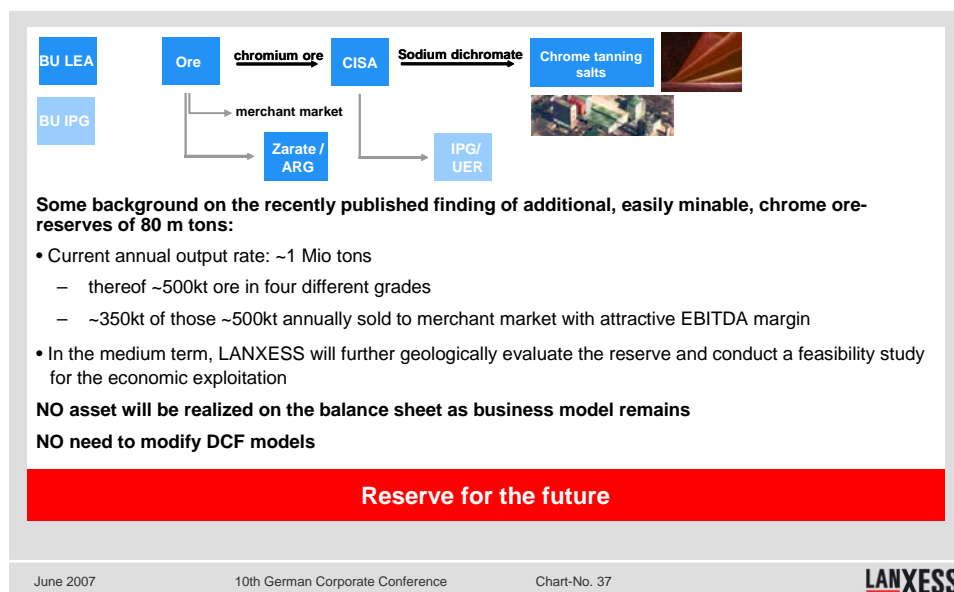 BU LEA
Ore
chromium ore
CISA
Sodium dichromate
Chrome tanning
salts
BU IPG
merchant market
Zarate /
ARG
IPG/
UER
Some background on the recently published finding of additional, easily minable, chrome ore-
reserves of 80 m tons:
• Current annual output rate: ~1 Mio tons
– thereof ~500kt ore in four different grades
– ~350kt of those ~500kt annually sold to merchant market with attractive EBITDA margin
• In the medium term, LANXESS will further geologically evaluate the reserve and conduct a feasibility study
for the economic exploitation
NO asset will be realized on the balance sheet as business model remains
NO need to modify DCF models
Reserve for the future
June 2007
10th German Corporate Conference
Chart-No. 37
LANXESS